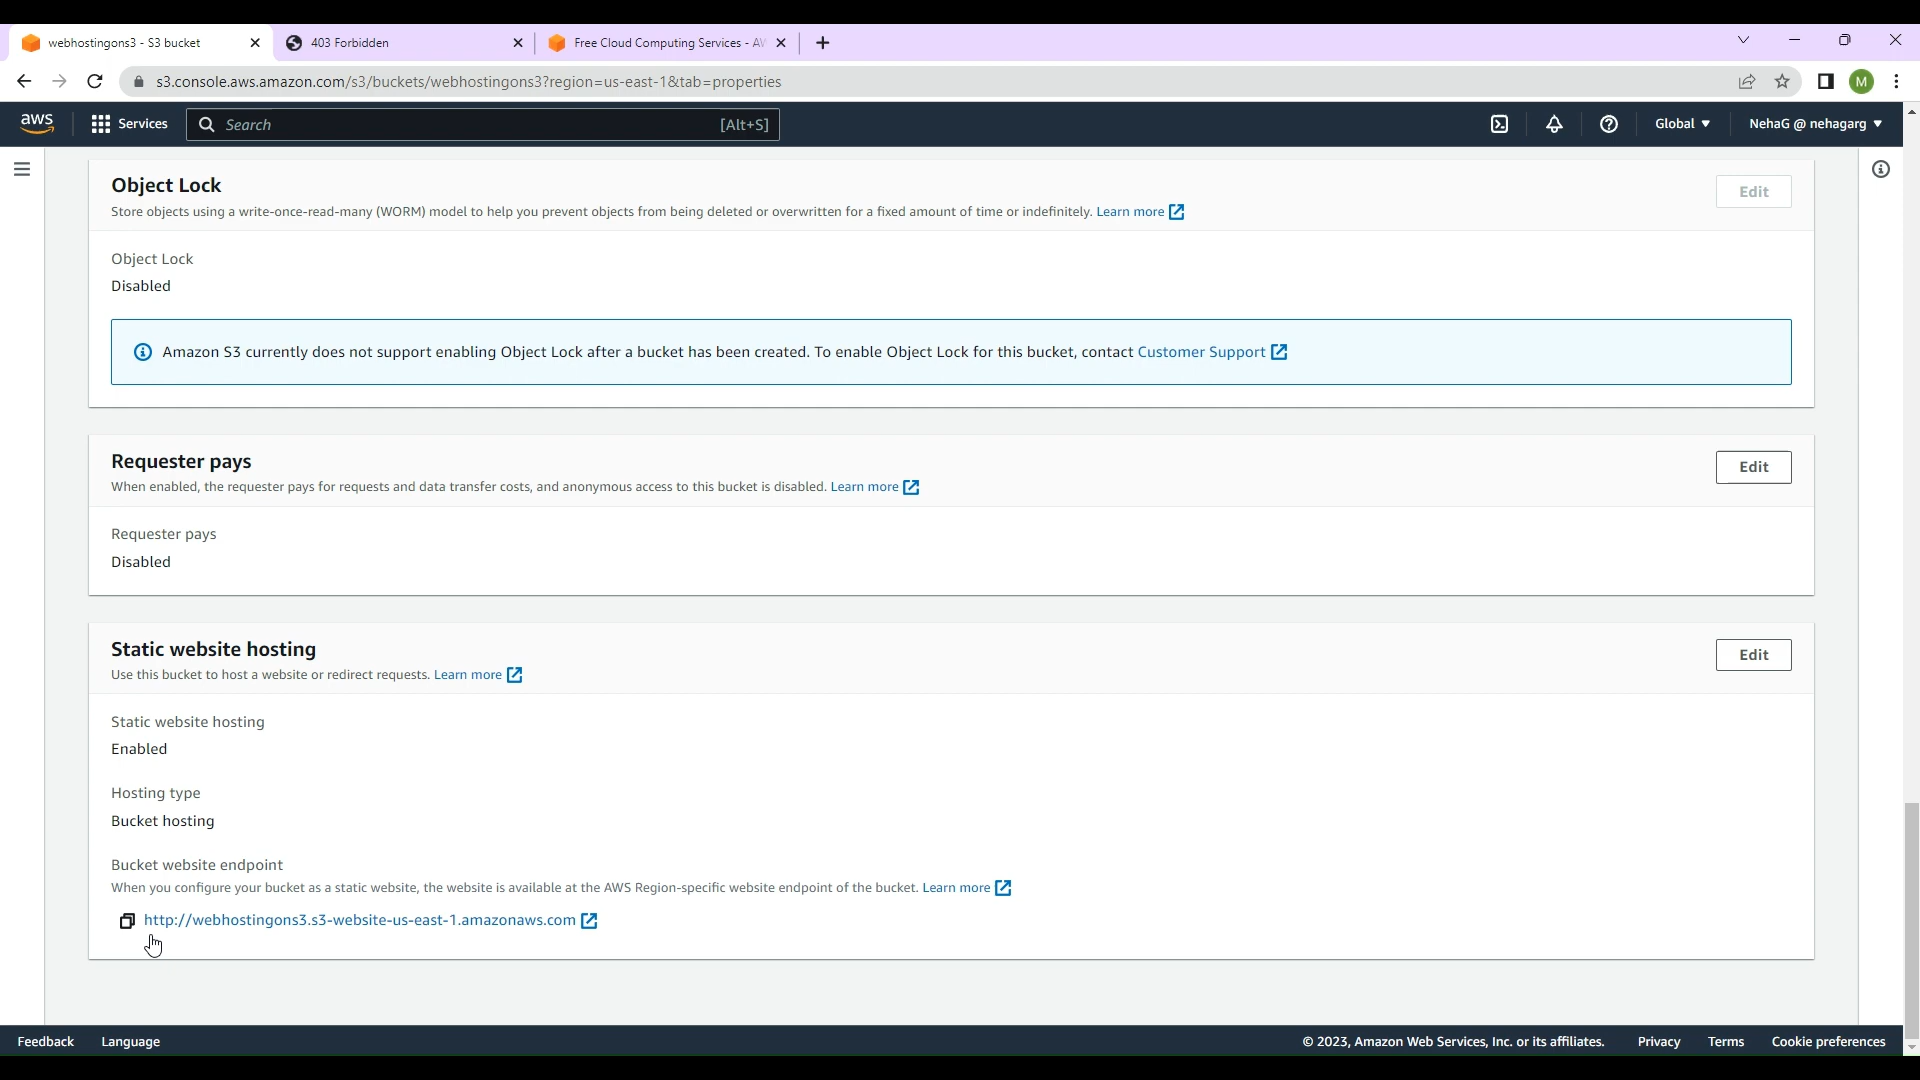 webhostingons3 - S3 bucket
403 Forbidden
Free Cloud Computing Services - AW
s3.console.aws.amazon.com/s3/buckets/webhostingons3?region=us-east-1&tab=properties
M
aws
Services
Search
[Alt+S]
Global
NehaG @ nehagarg
Object Lock
Edit
Store objects using a write-once-read-many (WORM) model to help you prevent objects from being deleted or overwritten for a fixed amount of time or indefinitely. Learn more
Object Lock
Disabled
Amazon S3 currently does not support enabling Object Lock after a bucket has been created. To enable Object Lock for this bucket, contact Customer Support
Requester pays
Edit
When enabled, the requester pays for requests and data transfer costs, and anonymous access to this bucket is disabled. Learn more
Requester pays
Disabled
Static website hosting
Edit
Use this bucket to host a website or redirect requests. Learn more
Static website hosting
Enabled
Hosting type
Bucket hosting
Bucket website endpoint
When you configure your bucket as a static website, the website is available at the AWS Region-specific website endpoint of the bucket. Learn more
http://webhostingons3.s3-website-us-east-1.amazonaws.com
Feedback
Language
© 2023, Amazon Web Services, Inc. or its affiliates.
Privacy
Terms
Cookie preferences